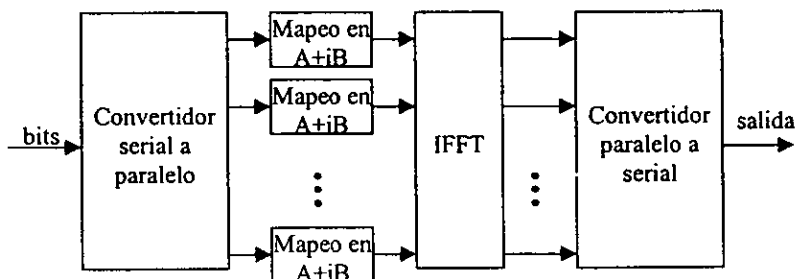 bits
Convertidor
serial a
paralelo
Mapeo en
A+iB
Mapeo en
A+iB
Mapeo en
A+iB
IFFT
Convertidor
paralelo a
serial
salida